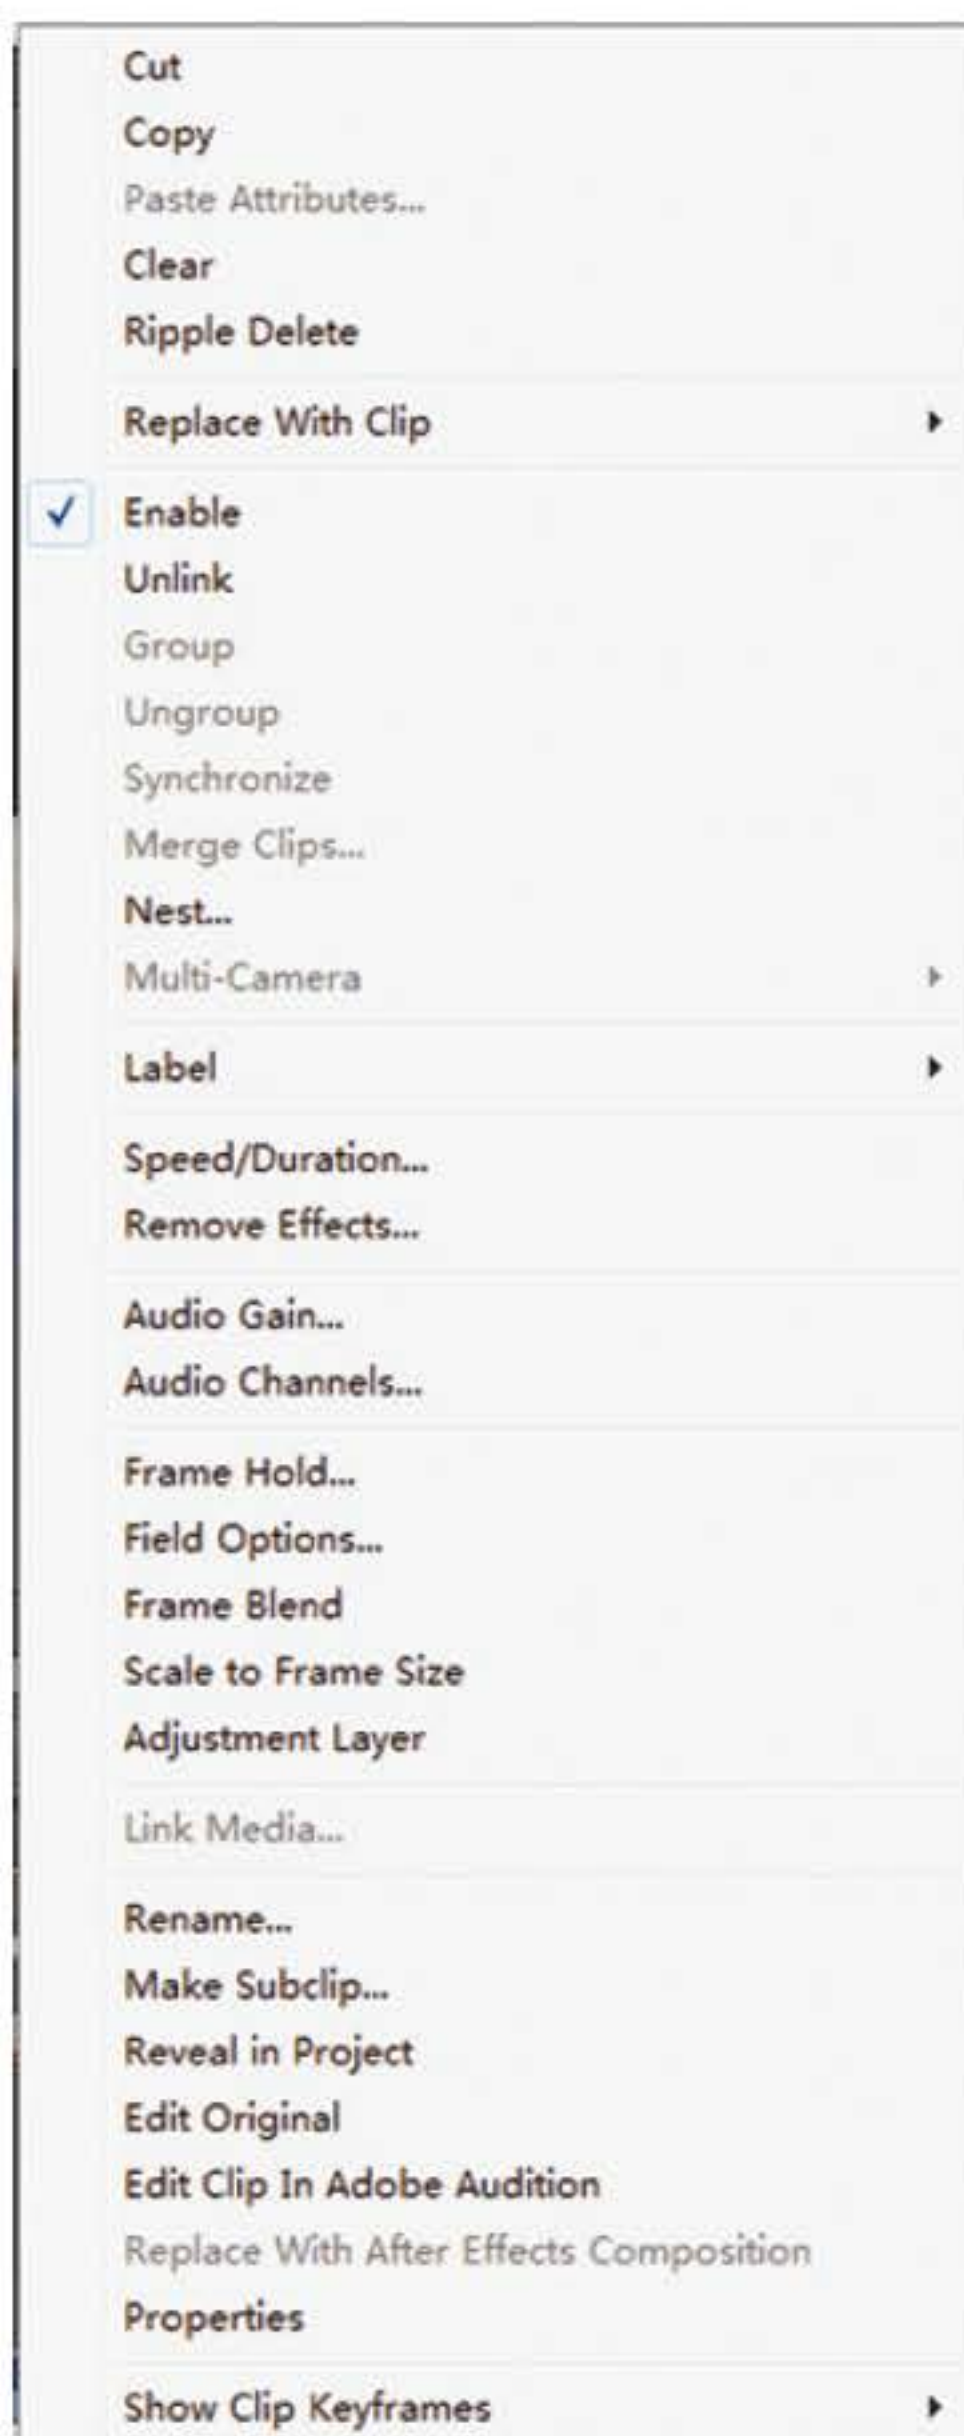 Cut
Copy
Paste Attributes...
Clear
Ripple Delete
Replace With Clip
Enable
Unlink
Group
Ungroup
Synchronize
Merge Clips...
Nest...
Multi-Camera
Label
Speed/Duration...
Remove Effects...
Audio Gain...
Audio Channels...
Frame Hold...
Field Options...
Frame Blend
Scale to Frame Size
Adjustment Layer
Link Media...
Rename...
Make Subclip...
Reveal in Project
Edit Original
Edit Clip In Adobe Audition
Replace With After Effects Composition
Properties
Show Clip Keyframes